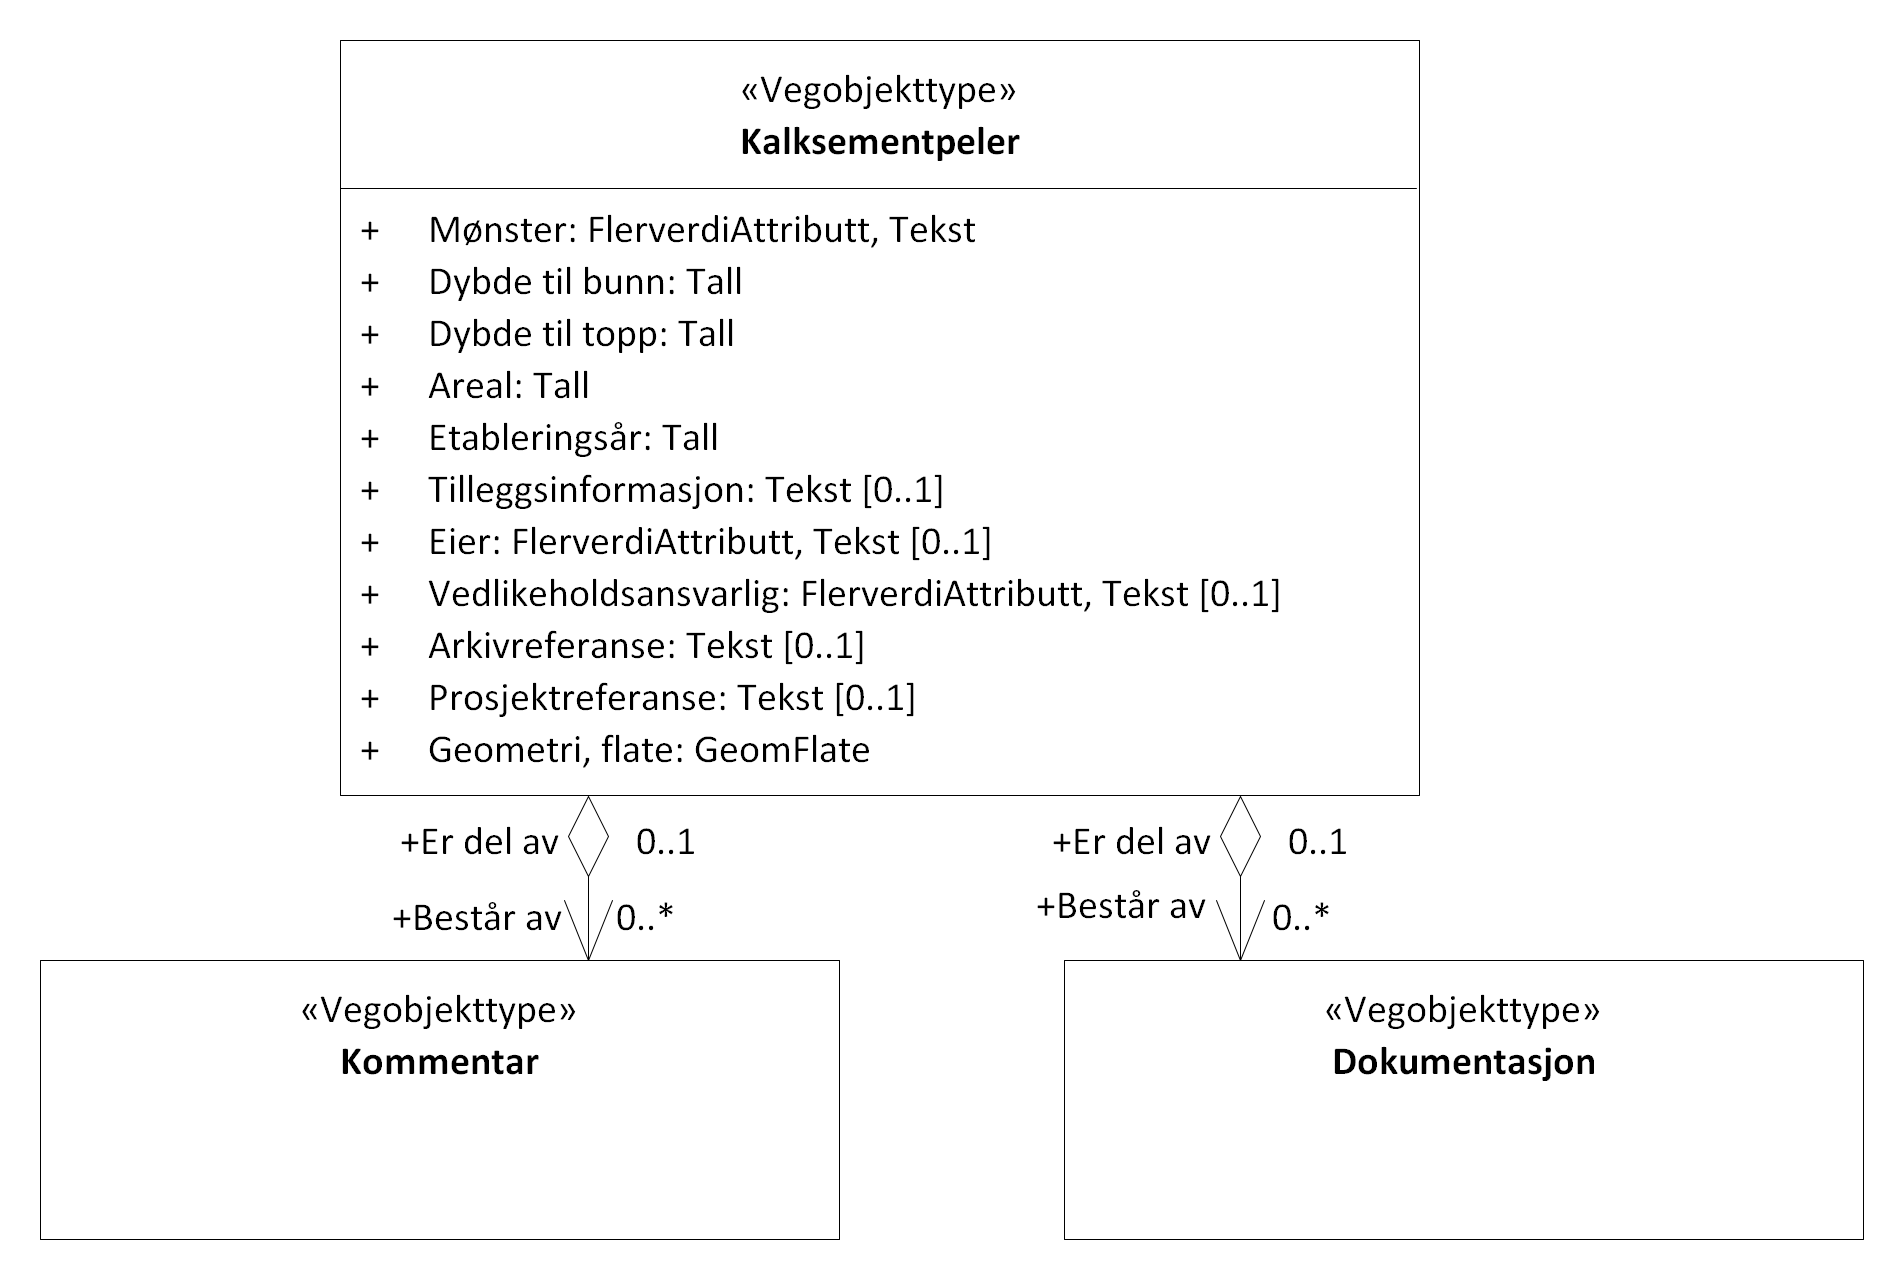 «Vegobjekttype»
Kalksementpeler
+ Mønster: FlerverdiAttributt, Tekst
+ Dybde til bunn: Tall
+ Dybde til topp: Tall
+ Areal: Tall
+ Etableringsår: Tall
+ Tilleggsinformasjon: Tekst [0..1]
+ Eier: FlerverdiAttributt, Tekst [0..1]
+ Vedlikeholdsansvarlig: FlerverdiAttributt, Tekst [0..1]
+ Arkivreferanse: Tekst [0..1]
+ Prosjektreferanse: Tekst [0..1]
+ Geometri, flate: GeomFlate
+Er del av 0..1
+Består av 0..*
+Er del av 0..1
+Består av 0..*
«Vegobjekttype»
Kommentar
«Vegobjekttype»
Dokumentasjon